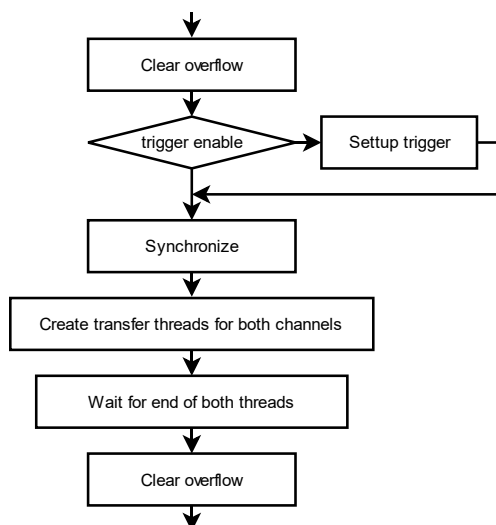 Clear overflow
trigger enable
Settup trigger
Synchronize
Create transfer threads for both channels
Wait for end of both threads
Clear overflow